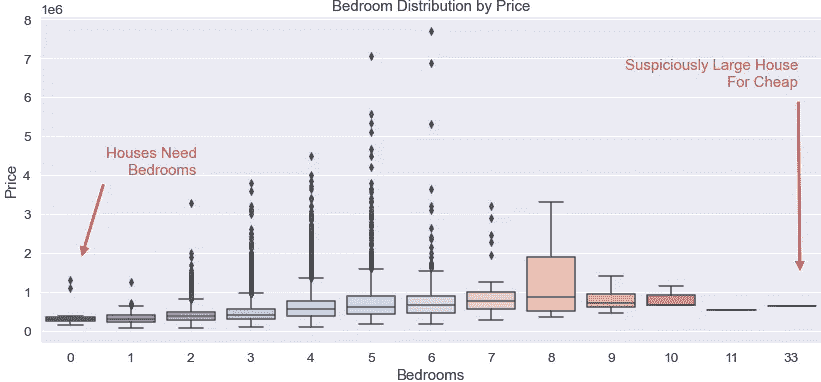 Bedroom Distribution by Price
1e6
8
7
6
5
4
3
2
1
0
Price
Houses Need
Bedrooms
Suspiciously Large House
For Cheap
0 1 2 3 4 5 6 7 8 9 10 11 33
Bedrooms